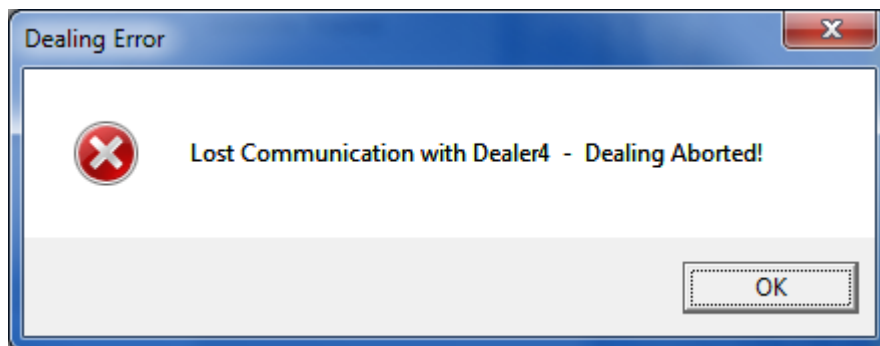 Dealing Error
Lost Communication with Dealer4 - Dealing Aborted!
OK